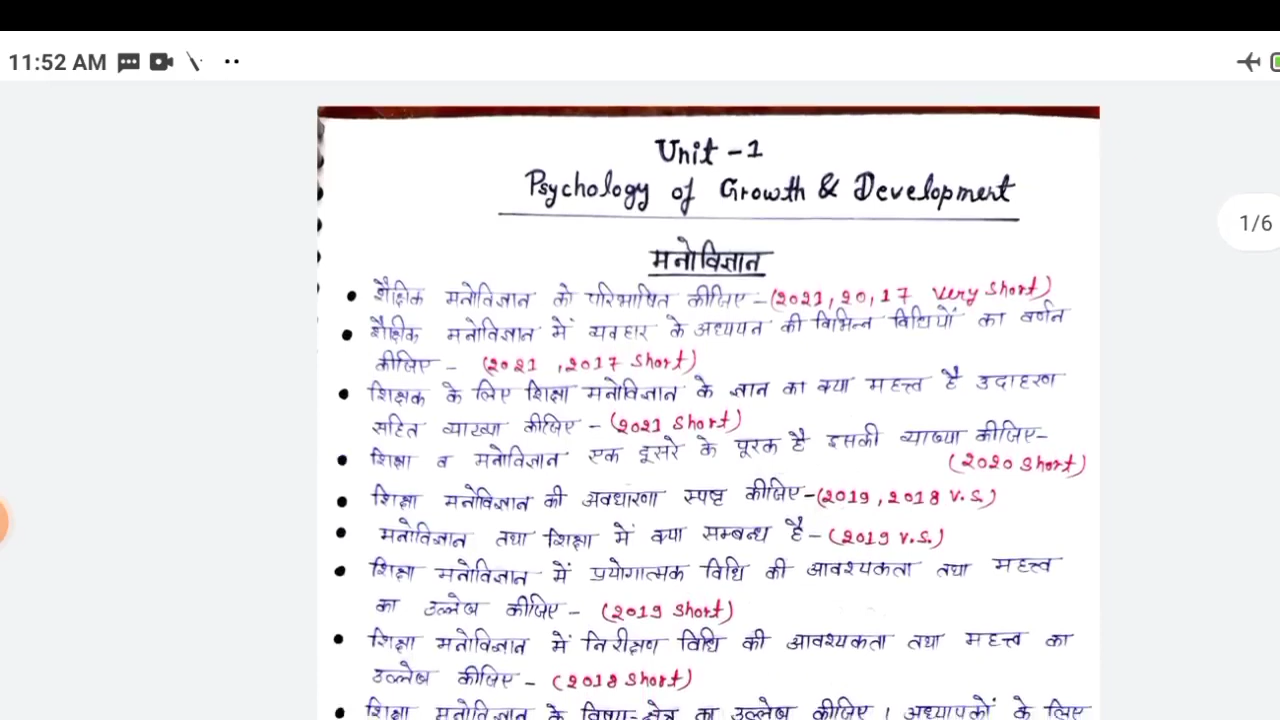 11:52 AM
1/6
Unit - 1
Psychology of Growth & Development
मनोविज्ञान
• शैक्षिक मनोविज्ञान को परिभाषित कीजिए - (2021, 20, 17 Very Short)
• शैक्षिक मनोविज्ञान में व्यवहार के अध्ययन की विभिन्न विधियों का वर्णन
कीजिए - (2021, 2017 Short)
• शिक्षक के लिए शिक्षा मनोविज्ञान के ज्ञान का क्या महत्त्व है उदाहरण
सहित व्याख्या कीजिए - (2021 Short)
• शिक्षा व मनोविज्ञान एक दूसरे के पूरक है इसकी व्याख्या कीजिए-
(2020 Short)
• शिक्षा मनोविज्ञान की अवधारणा स्पष्ट कीजिए - (2019, 2018 V.S.)
• मनोविज्ञान तथा शिक्षा में क्या सम्बन्ध है - (2019 V.S.)
• शिक्षा मनोविज्ञान में प्रयोगात्मक विधि की आवश्यकता तथा महत्त्व
का उल्लेख कीजिए - (2019 Short)
• शिक्षा मनोविज्ञान में निरीक्षण विधि की आवश्यकता तथा महत्त्व का
उल्लेख कीजिए - (2018 Short)
• शिक्षा मनोविज्ञान के विषय-क्षेत्र का उल्लेख कीजिए। अध्यापकों के लिए